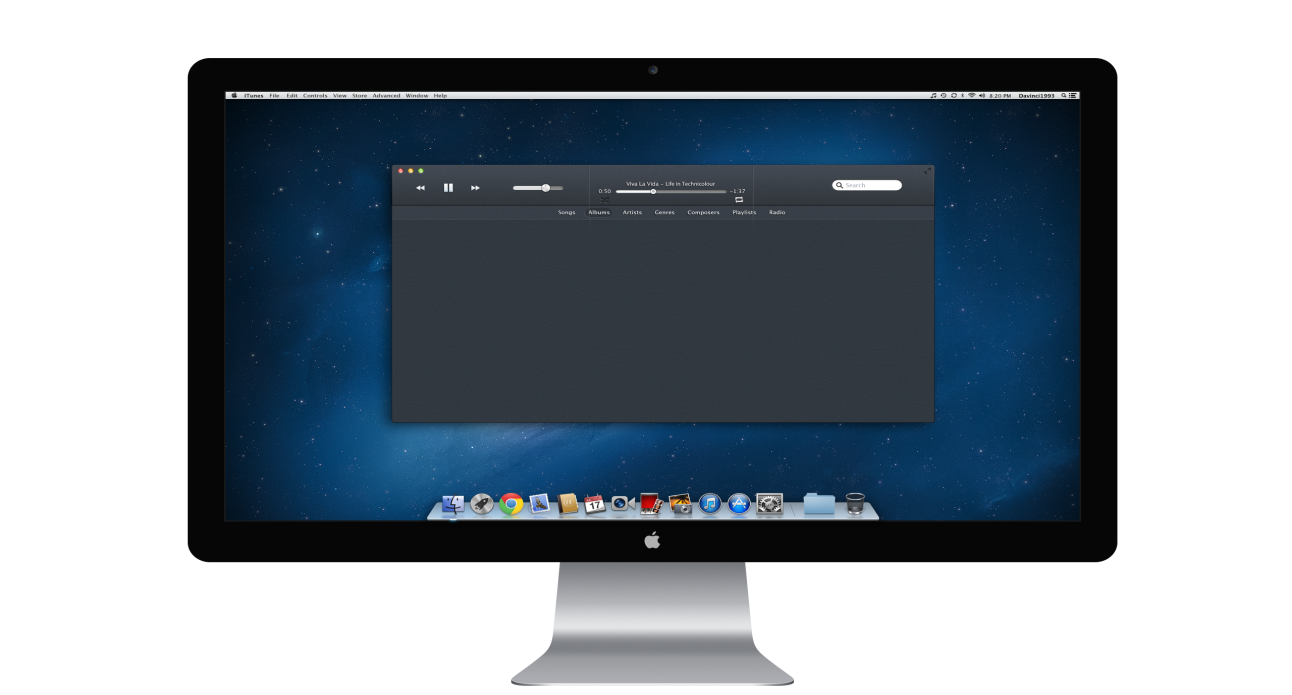 iTunes File Edit Controls View Store Advanced Window Help 8:20 PM Davinci1993
Viva La Vida - Life in Technicolour
0:50 -1:37
Search
Songs Albums Artists Genres Composers Playlists Radio
17